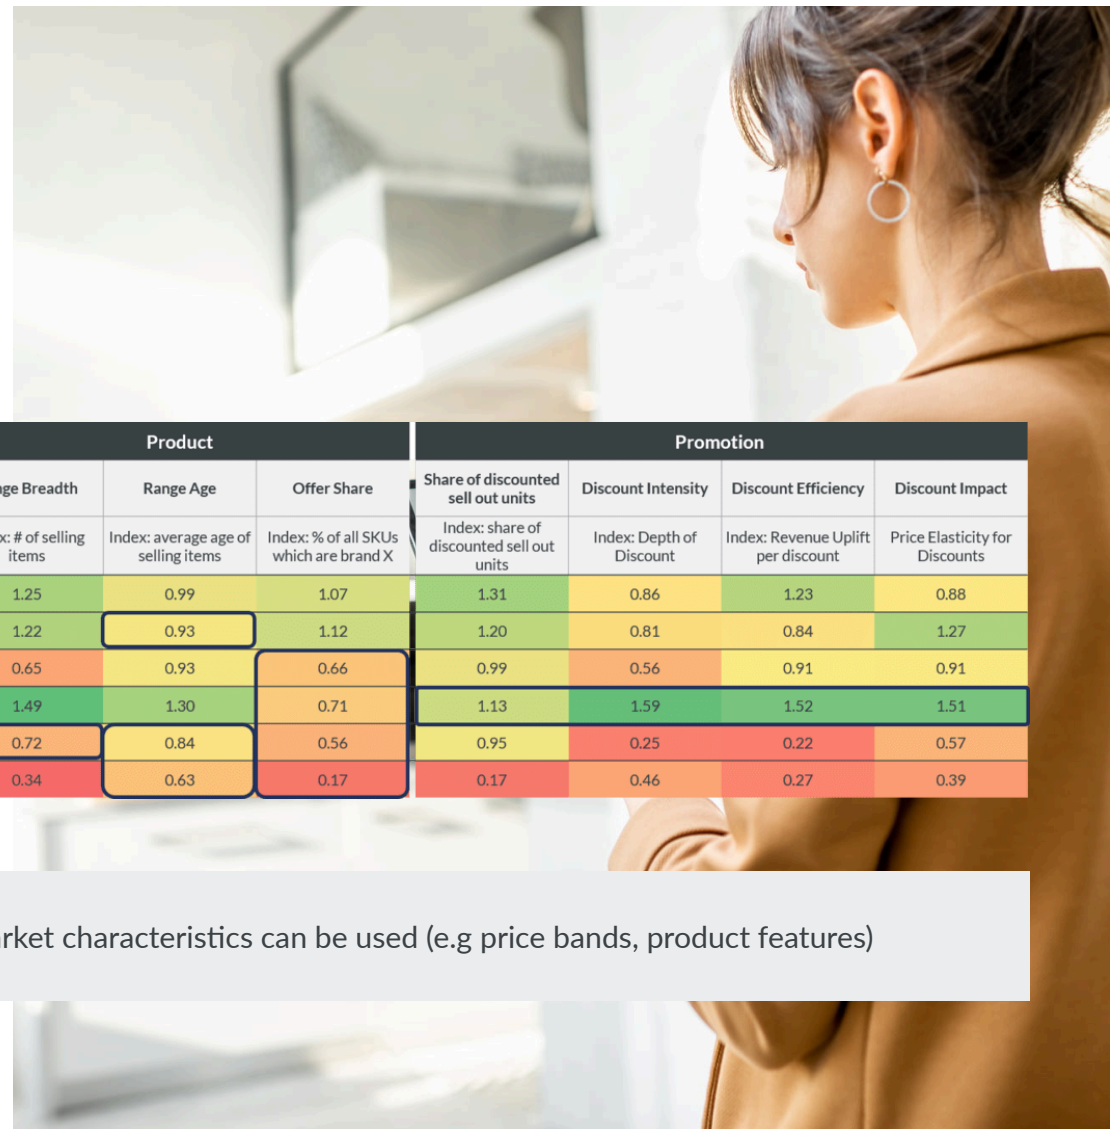 Product Promotion
ge Breadth Range Age Offer Share Share of discounted sell out units Discount Intensity Discount Efficiency Discount Impact
x: # of selling items Index: average age of selling items Index: % of all SKUs which are brand X Index: share of discounted sell out units Index: Depth of Discount Index: Revenue Uplift per discount Price Elasticity for Discounts
1.25 0.99 1.07 1.31 0.86 1.23 0.88
1.22 0.93 1.12 1.20 0.81 0.84 1.27
0.65 0.93 0.66 0.99 0.56 0.91 0.91
1.49 1.30 0.71 1.13 1.59 1.52 1.51
0.72 0.84 0.56 0.95 0.25 0.22 0.57
0.34 0.63 0.17 0.17 0.46 0.27 0.39
rket characteristics can be used (e.g price bands, product features)